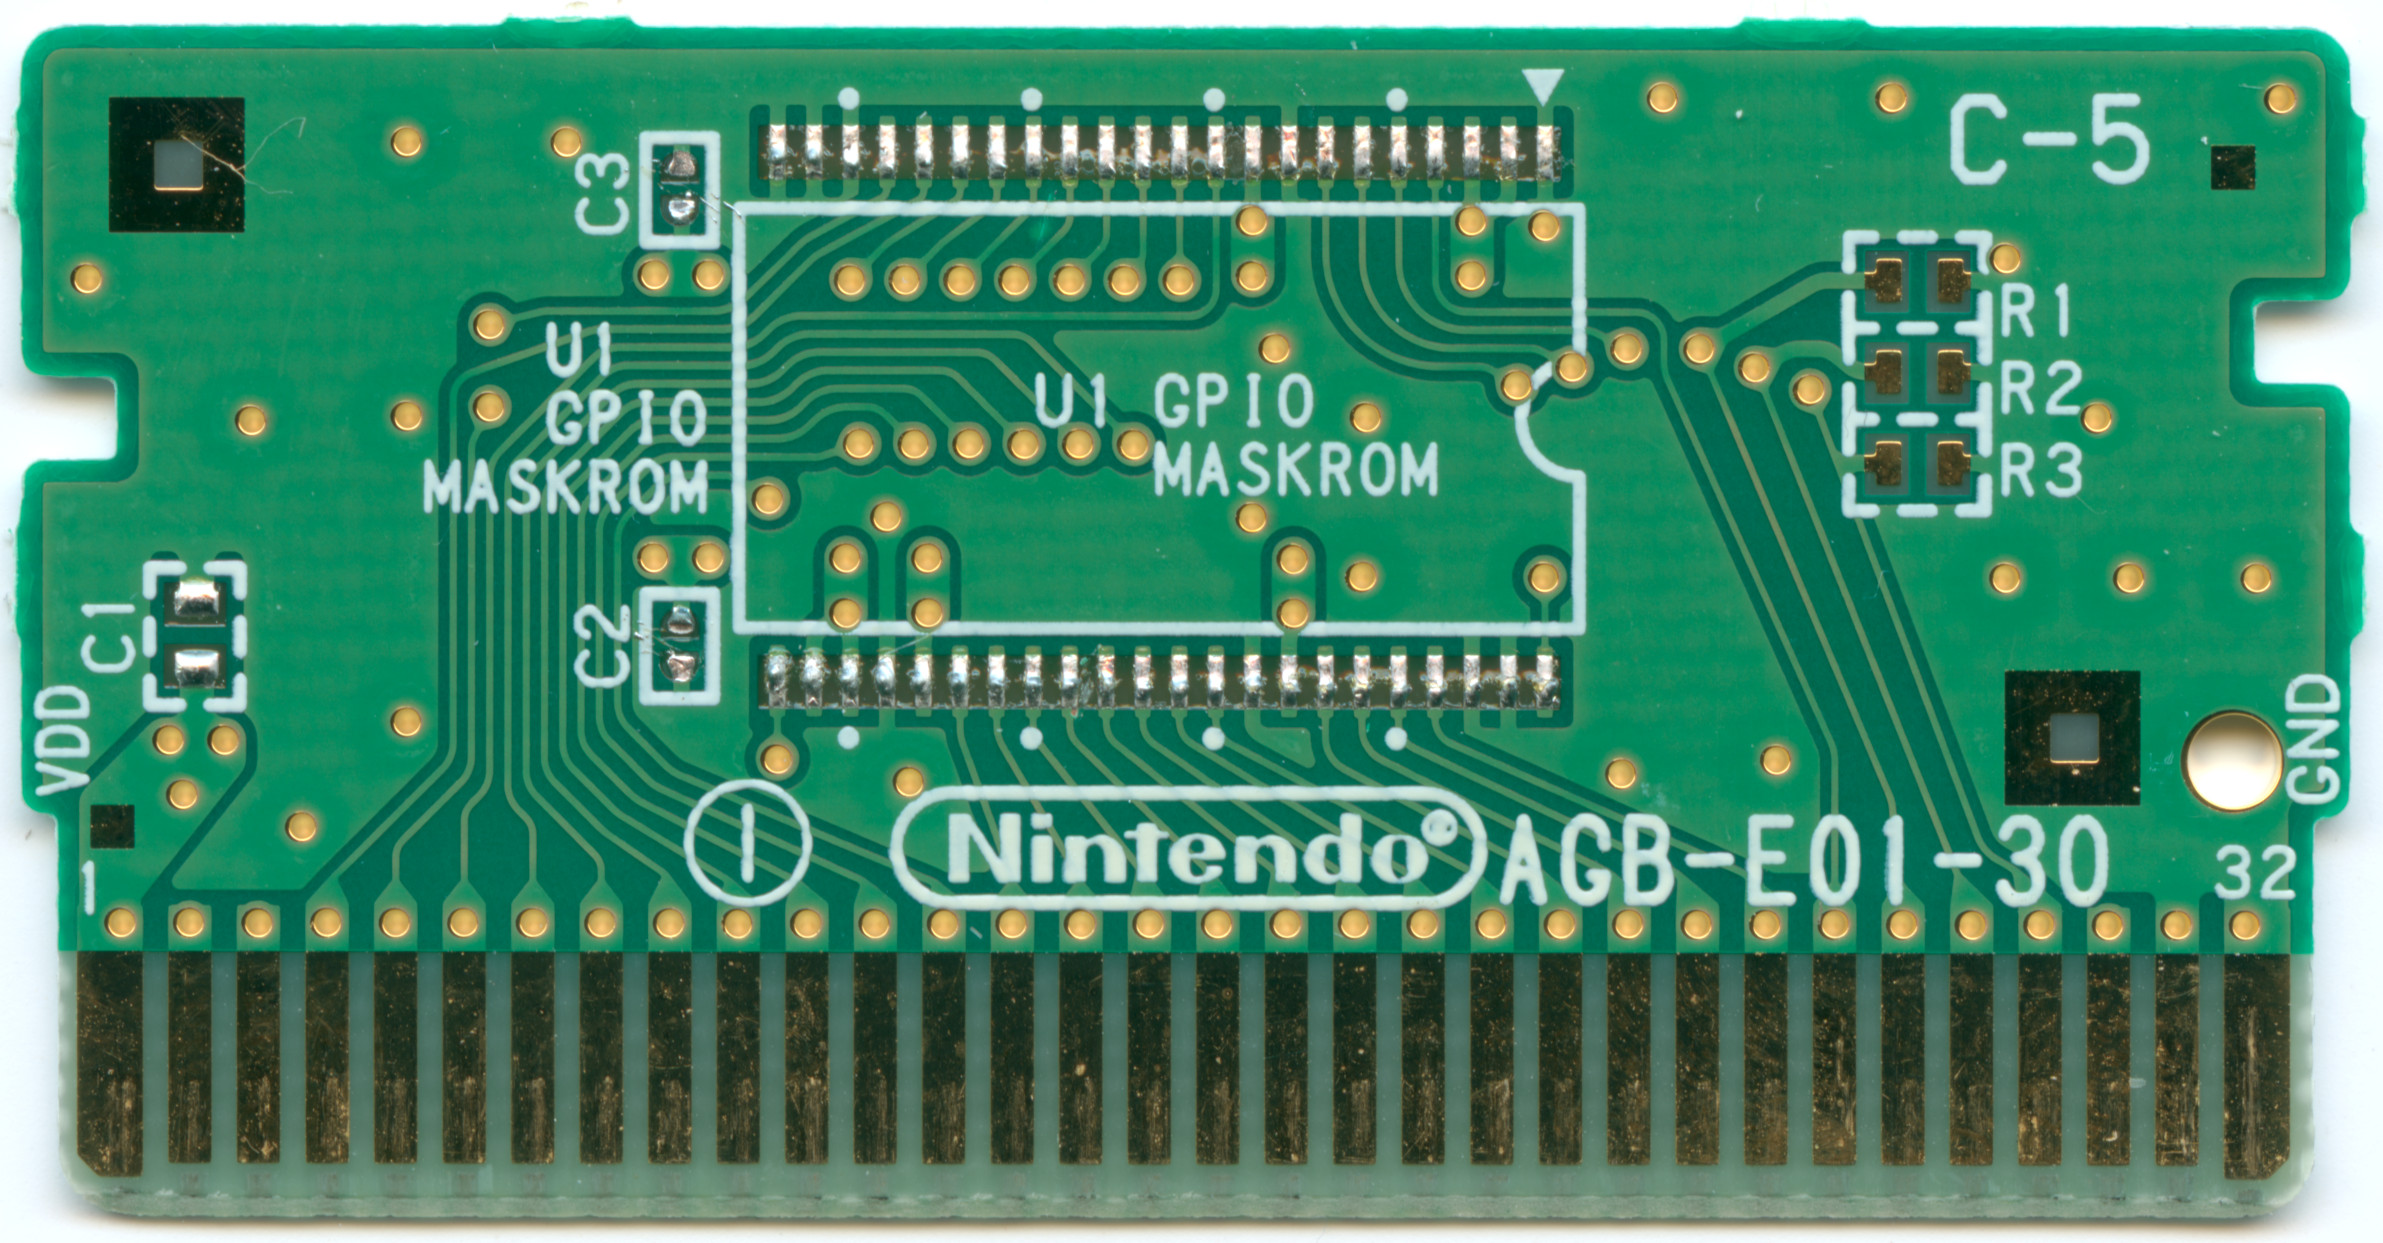 C-5
C3
R1
U1
GPIO
MASKROM
U1 GPIO
MASKROM
R2
R3
C1
C2
VDD
GND
1
Nintendo®
AGB-E01-30
1
32